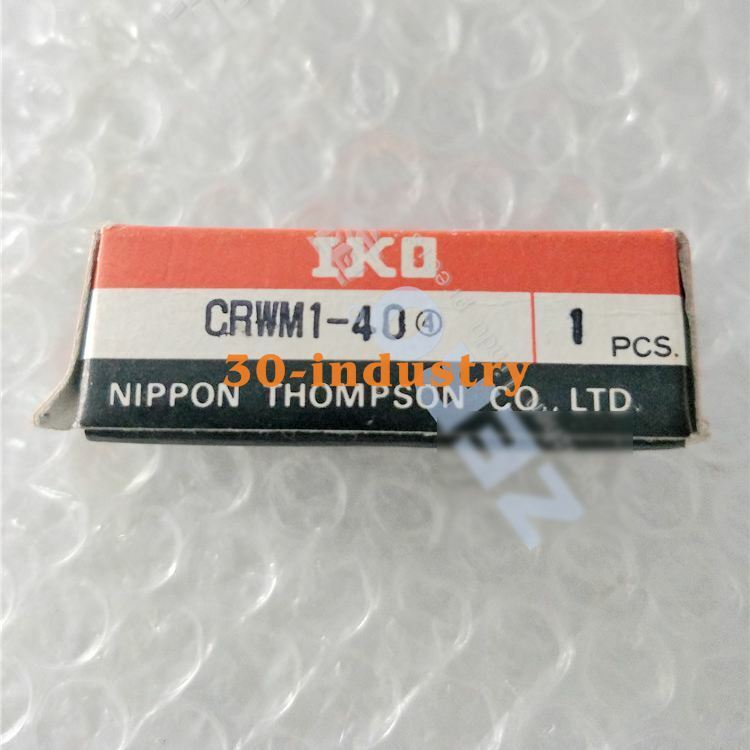 IKO
CRWM1-40④
1 PCS.
30-industry
NIPPON THOMPSON CO., LTD.